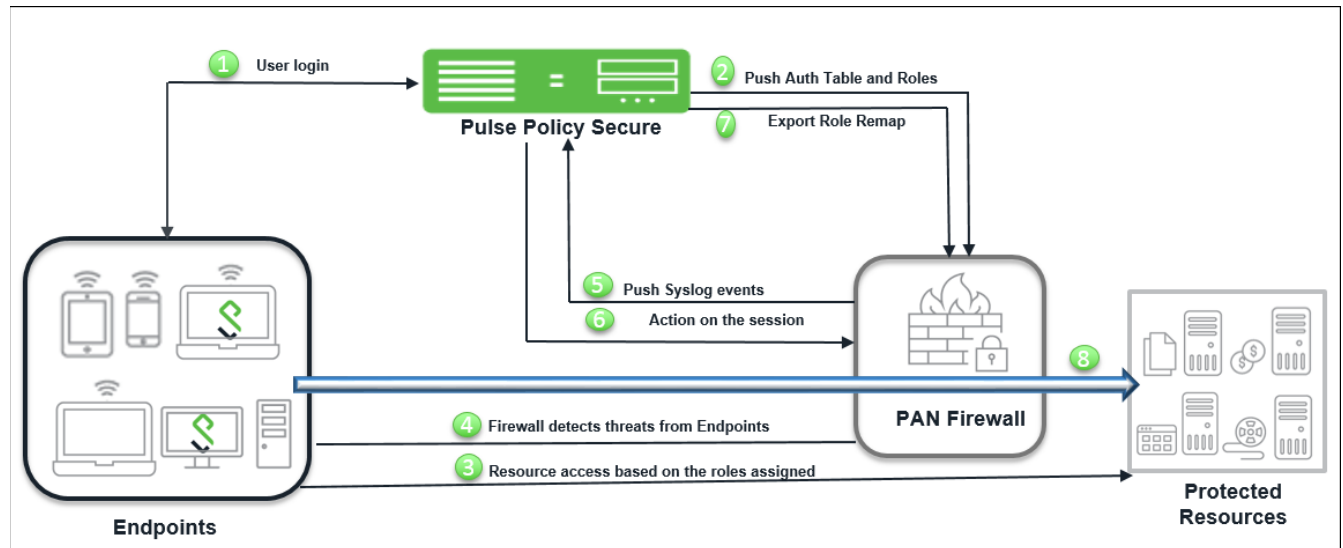 1
User login
2
Push Auth Table and Roles
Pulse Policy Secure
7
Export Role Remap
5
Push Syslog events
6
Action on the session
8
PAN Firewall
4
Firewall detects threats from Endpoints
3
Resource access based on the roles assigned
Endpoints
Protected
Resources